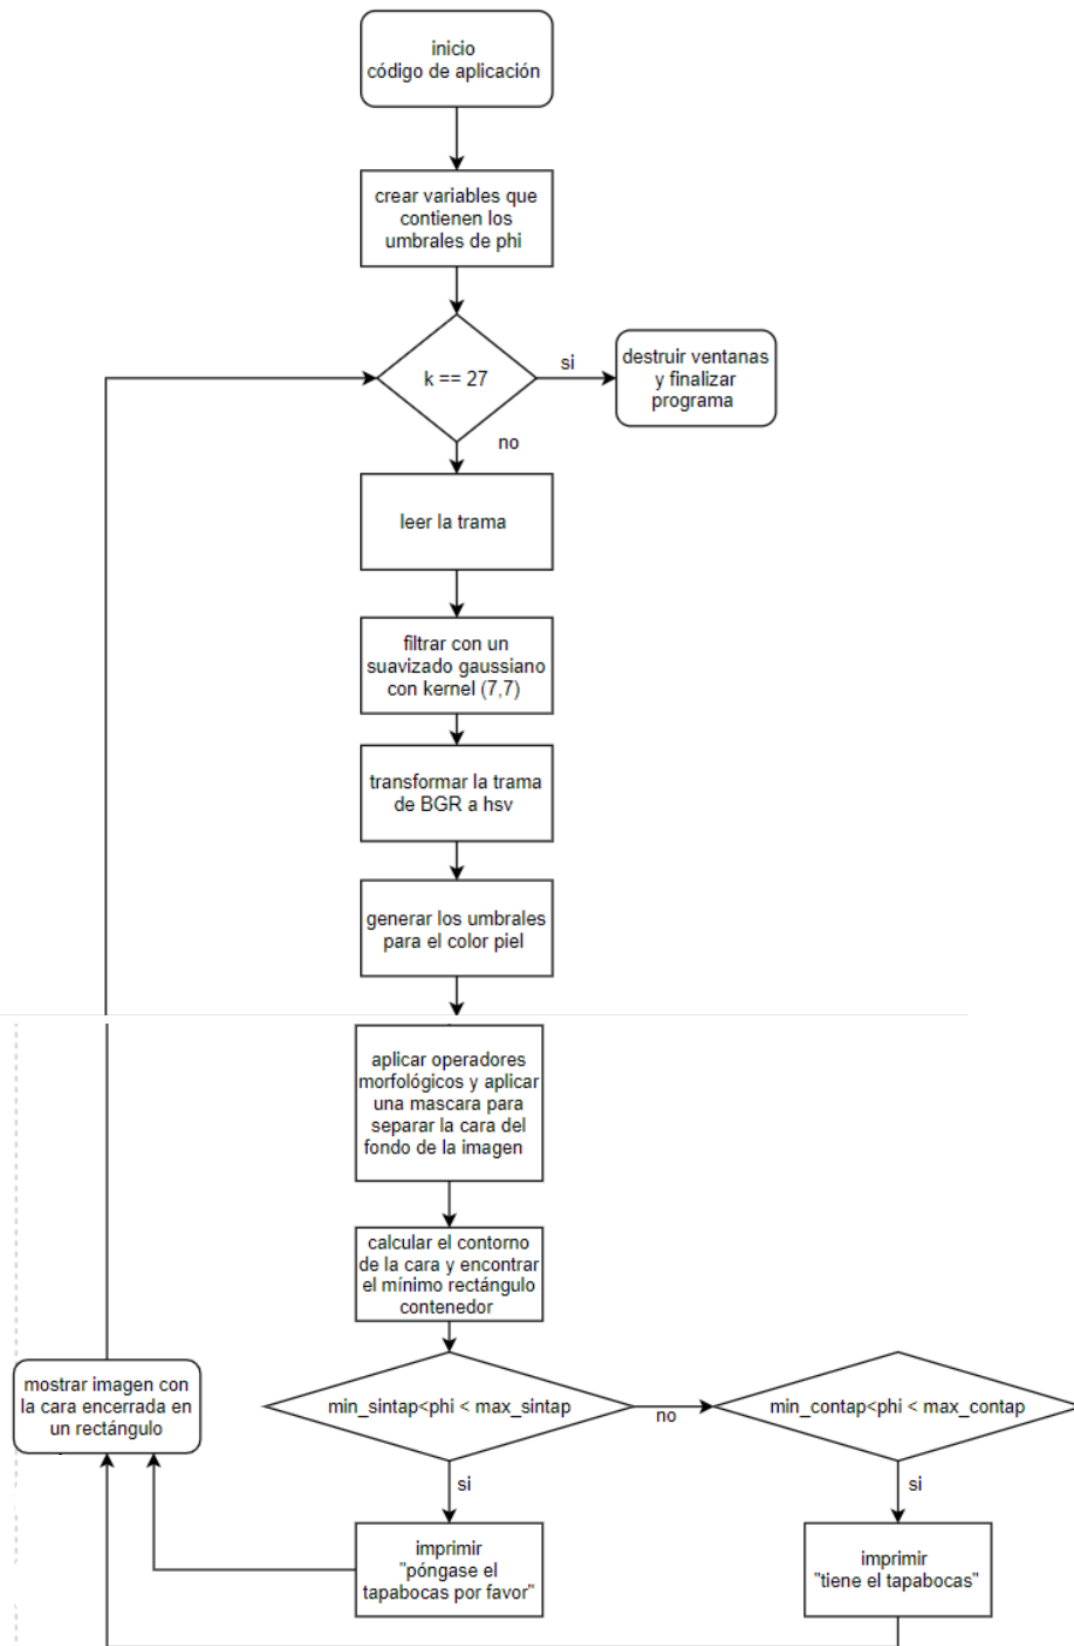 inicio
código de aplicación
crear variables que
contienen los
umbrales de phi
k == 27
si
destruir ventanas
y finalizar
programa
no
leer la trama
filtrar con un
suavizado gaussiano
con kernel (7,7)
transformar la trama
de BGR a hsv
generar los umbrales
para el color piel
aplicar operadores
morfológicos y aplicar
una mascara para
separar la cara del
fondo de la imagen
calcular el contorno
de la cara y encontrar
el mínimo rectángulo
contenedor
mostrar imagen con
la cara encerrada en
un rectángulo
min_sintap<phi < max_sintap
no
min_contap<phi < max_contap
si
si
imprimir
"póngase el
tapabocas por favor"
imprimir
"tiene el tapabocas"